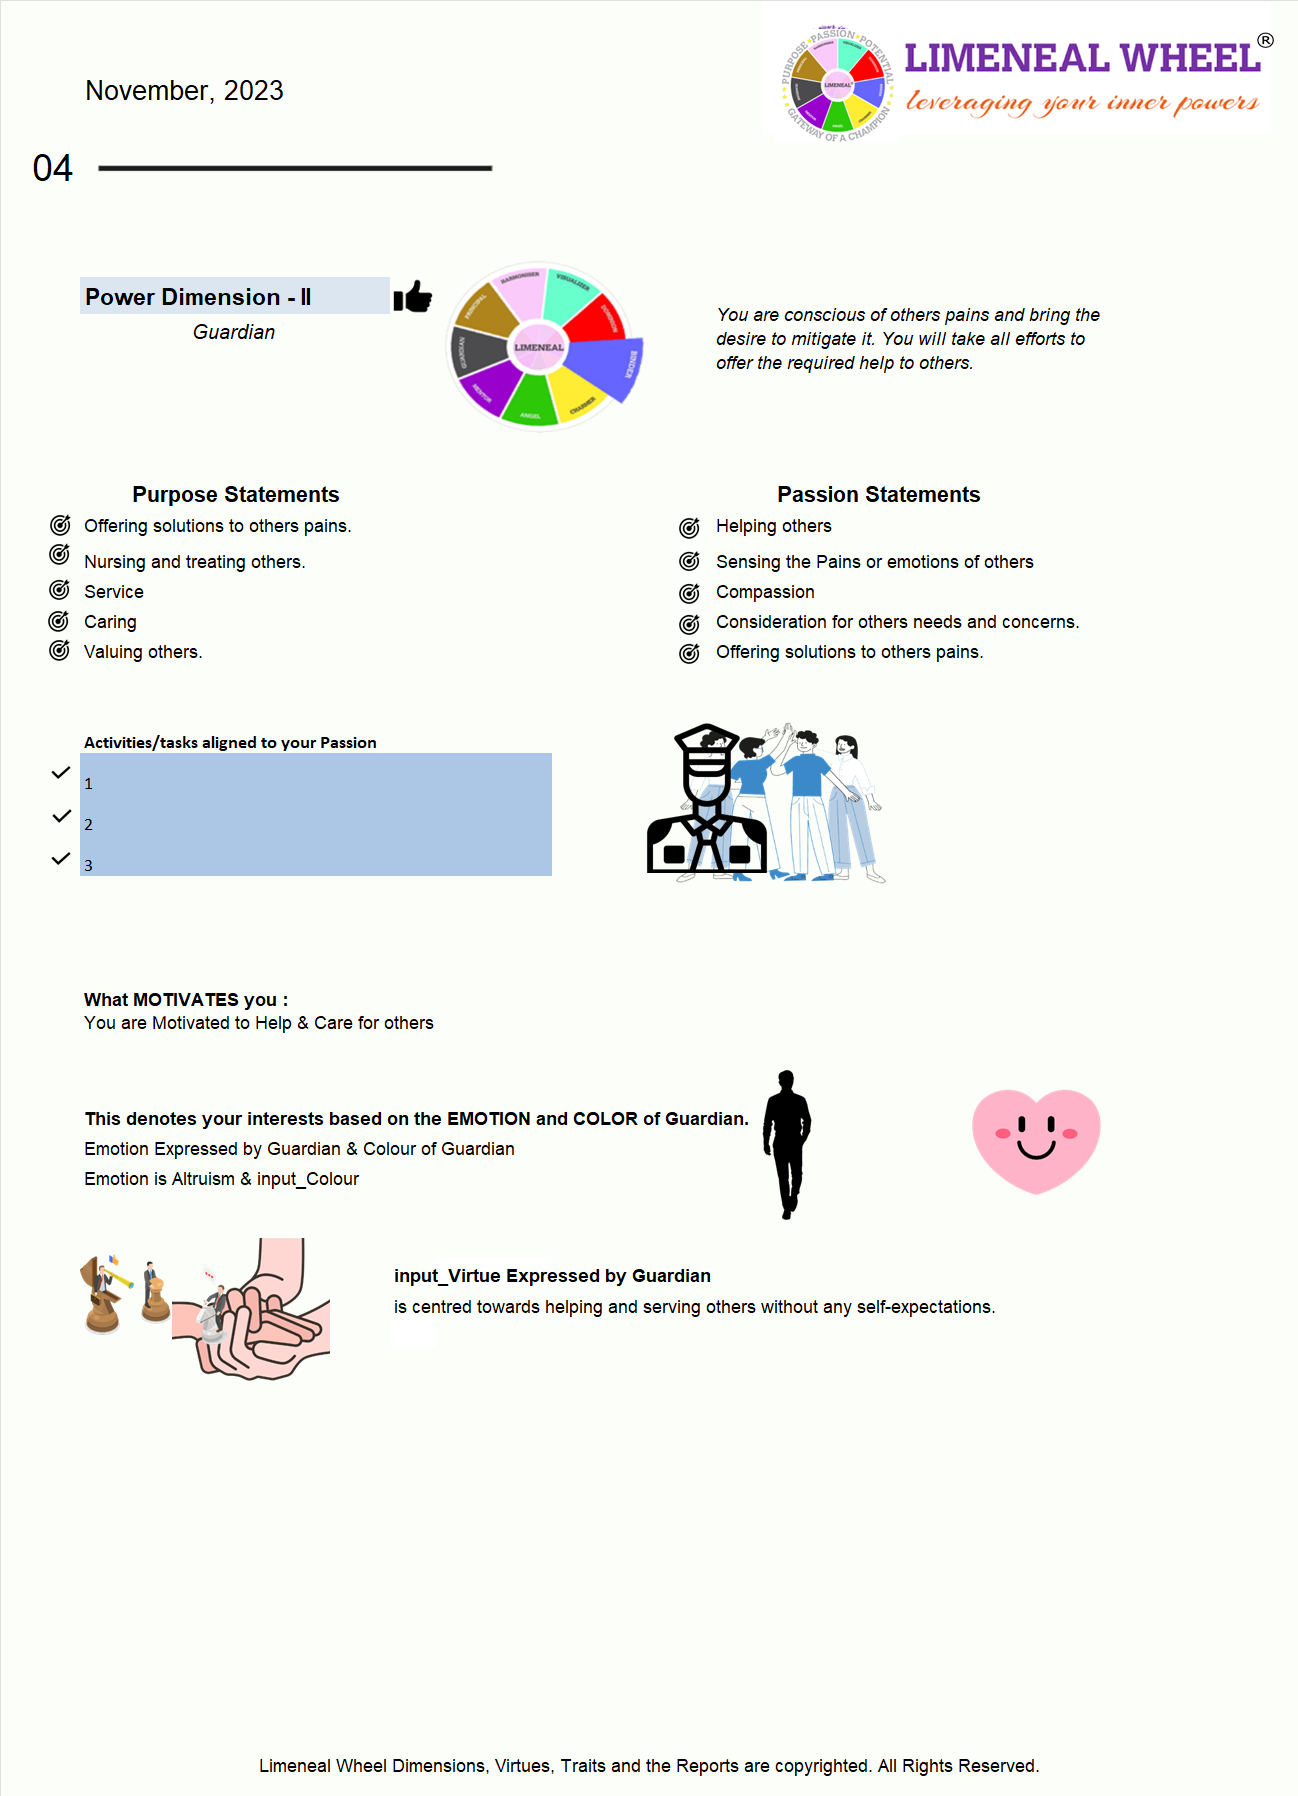 November, 2023
PURPOSE PASSION POTENTIAL
GATEWAY OF A CHAMPION
LIMENEAL
LIMENEAL WHEEL®
leveraging your inner powers
04
Power Dimension - II
Guardian
HARMONISER
VISUALIZER
DOMINION
BINDER
CHARMER
ANGEL
MENTOR
GUARDIAN
PRINCIPAL
LIMENEAL
You are conscious of others pains and bring the
desire to mitigate it. You will take all efforts to
offer the required help to others.
Purpose Statements
Offering solutions to others pains.
Nursing and treating others.
Service
Caring
Valuing others.
Passion Statements
Helping others
Sensing the Pains or emotions of others
Compassion
Consideration for others needs and concerns.
Offering solutions to others pains.
Activities/tasks aligned to your Passion
1
2
3
What MOTIVATES you :
You are Motivated to Help & Care for others
This denotes your interests based on the EMOTION and COLOR of Guardian.
Emotion Expressed by Guardian & Colour of Guardian
Emotion is Altruism & input_Colour
input_Virtue Expressed by Guardian
is centred towards helping and serving others without any self-expectations.
Limeneal Wheel Dimensions, Virtues, Traits and the Reports are copyrighted. All Rights Reserved.